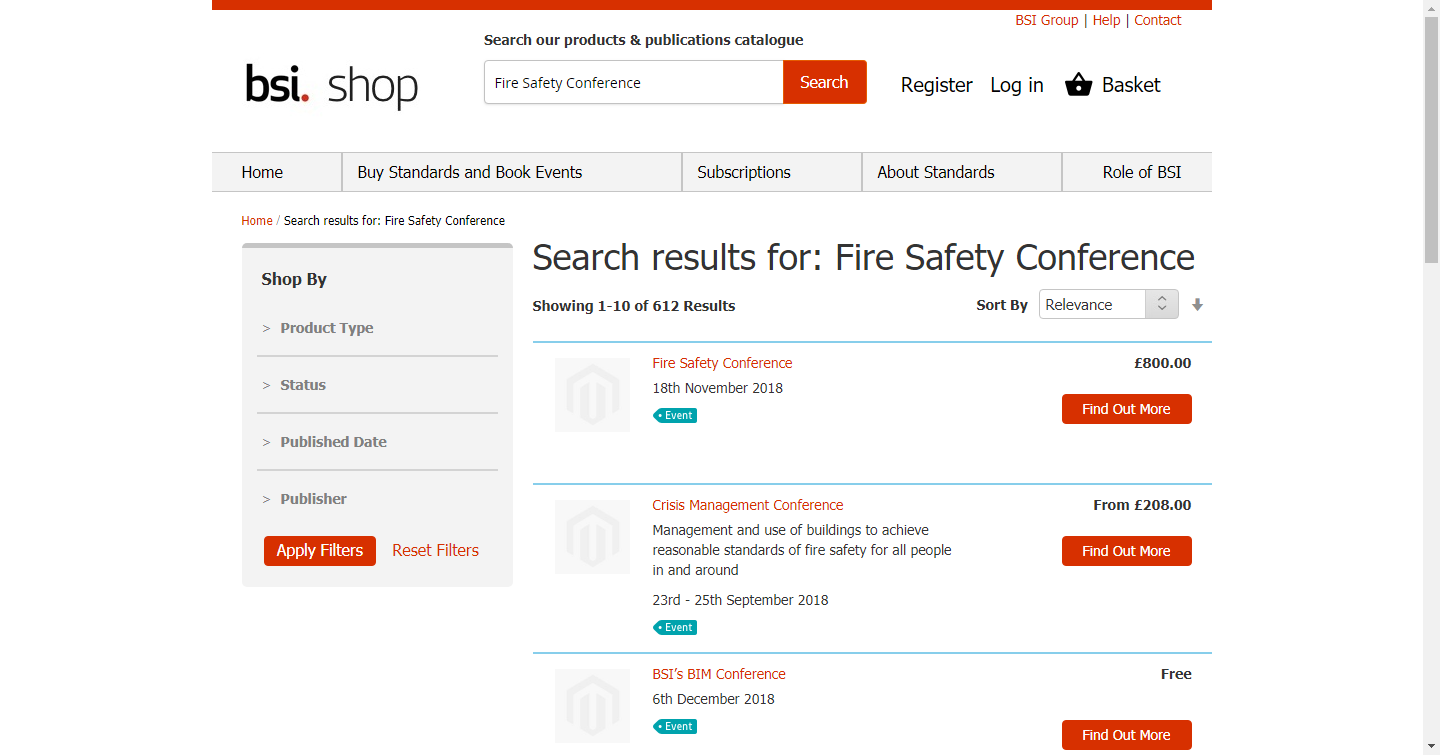 BSI Group | Help | Contact
Search our products & publications catalogue
bsi. shop
Fire Safety Conference
Search
Register
Log in
Basket
Home
Buy Standards and Book Events
Subscriptions
About Standards
Role of BSI
Home / Search results for: Fire Safety Conference
Shop By
> Product Type
> Status
> Published Date
> Publisher
Apply Filters
Reset Filters
Search results for: Fire Safety Conference
Showing 1-10 of 612 Results
Sort By
Relevance
Fire Safety Conference
£800.00
18th November 2018
Event
Find Out More
Crisis Management Conference
From £208.00
Management and use of buildings to achieve
reasonable standards of fire safety for all people
in and around
Find Out More
23rd - 25th September 2018
Event
BSI’s BIM Conference
Free
6th December 2018
Event
Find Out More